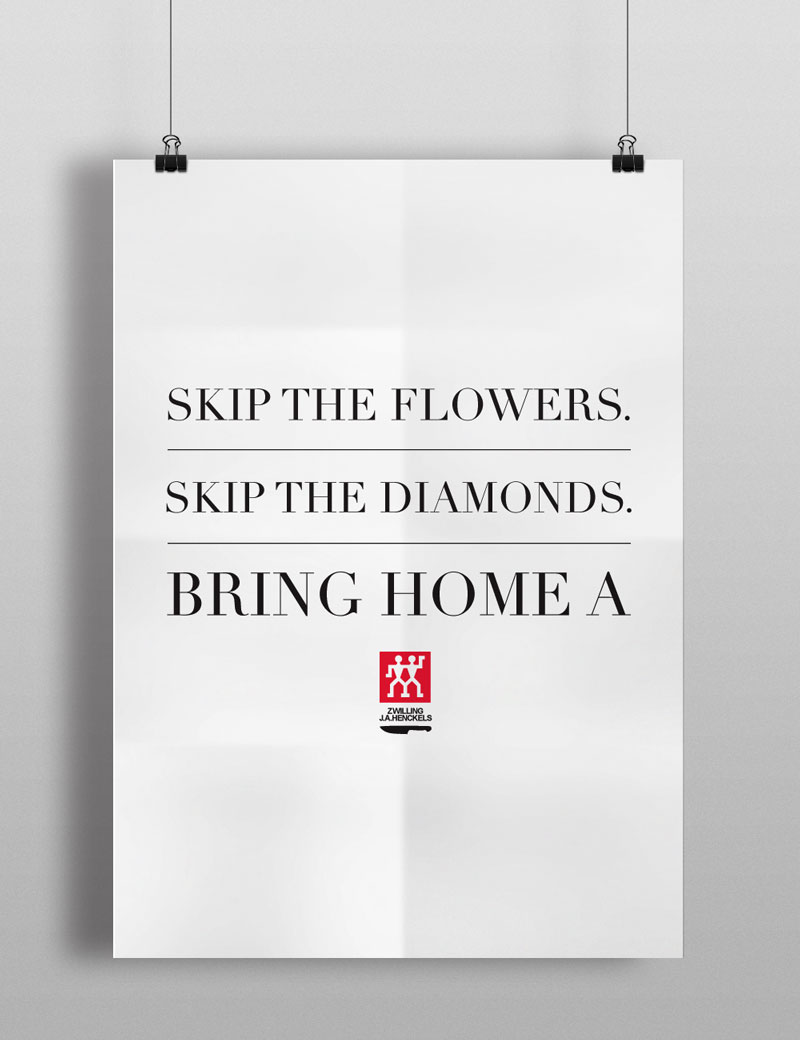 SKIP THE FLOWERS.
SKIP THE DIAMONDS.
BRING HOME A
ZWILLING
J.A.HENCKELS